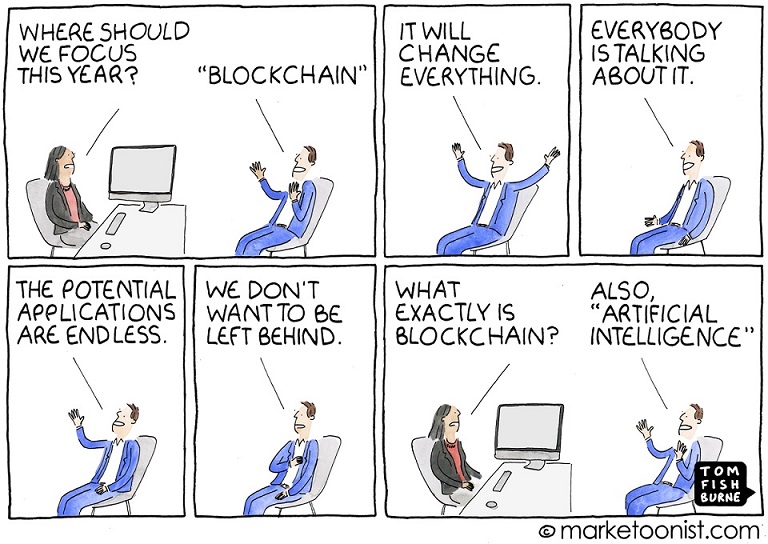 WHERE SHOULD
WE FOCUS
THIS YEAR?
"BLOCKCHAIN"
IT WILL
CHANGE
EVERYTHING.
EVERYBODY
IS TALKING
ABOUT IT.
THE POTENTIAL
APPLICATIONS
ARE ENDLESS.
WE DON'T
WANT TO BE
LEFT BEHIND.
WHAT
EXACTLY IS
BLOCKCHAIN?
ALSO,
"ARTIFICIAL
INTELLIGENCE"
TOM
FISH
BURNE
© marketoonist.com